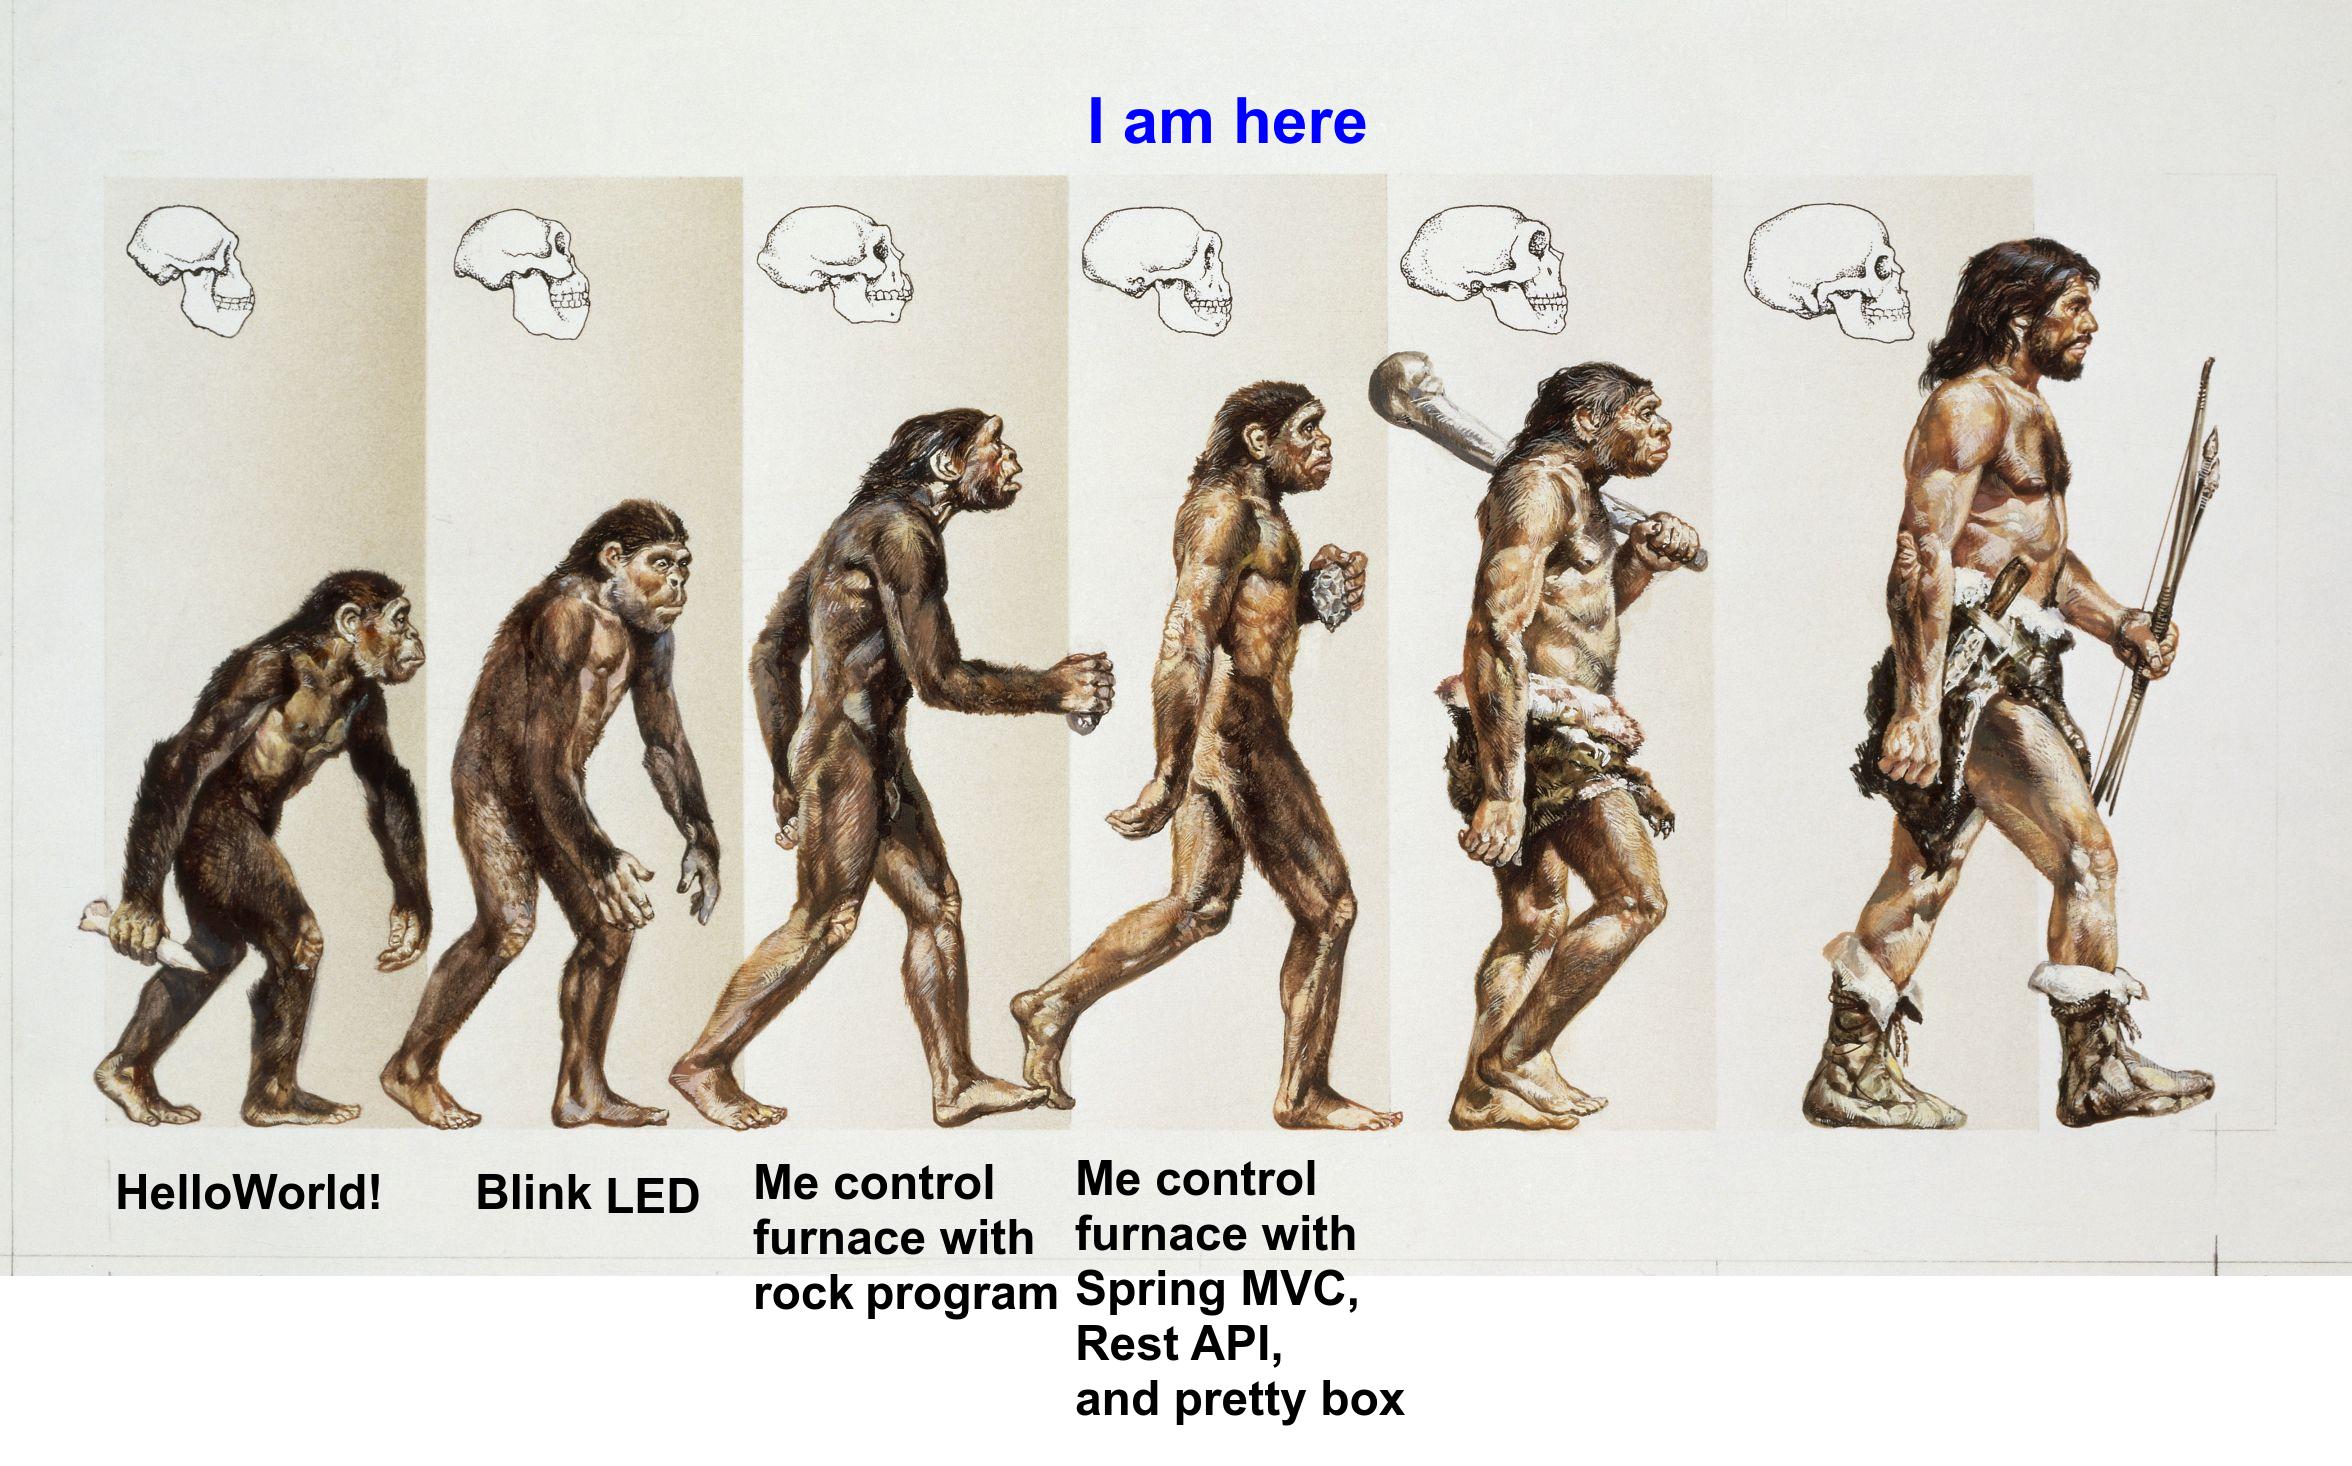 I am here
HelloWorld!
Blink LED
Me control
furnace with
rock program
Me control
furnace with
Spring MVC,
Rest API,
and pretty box